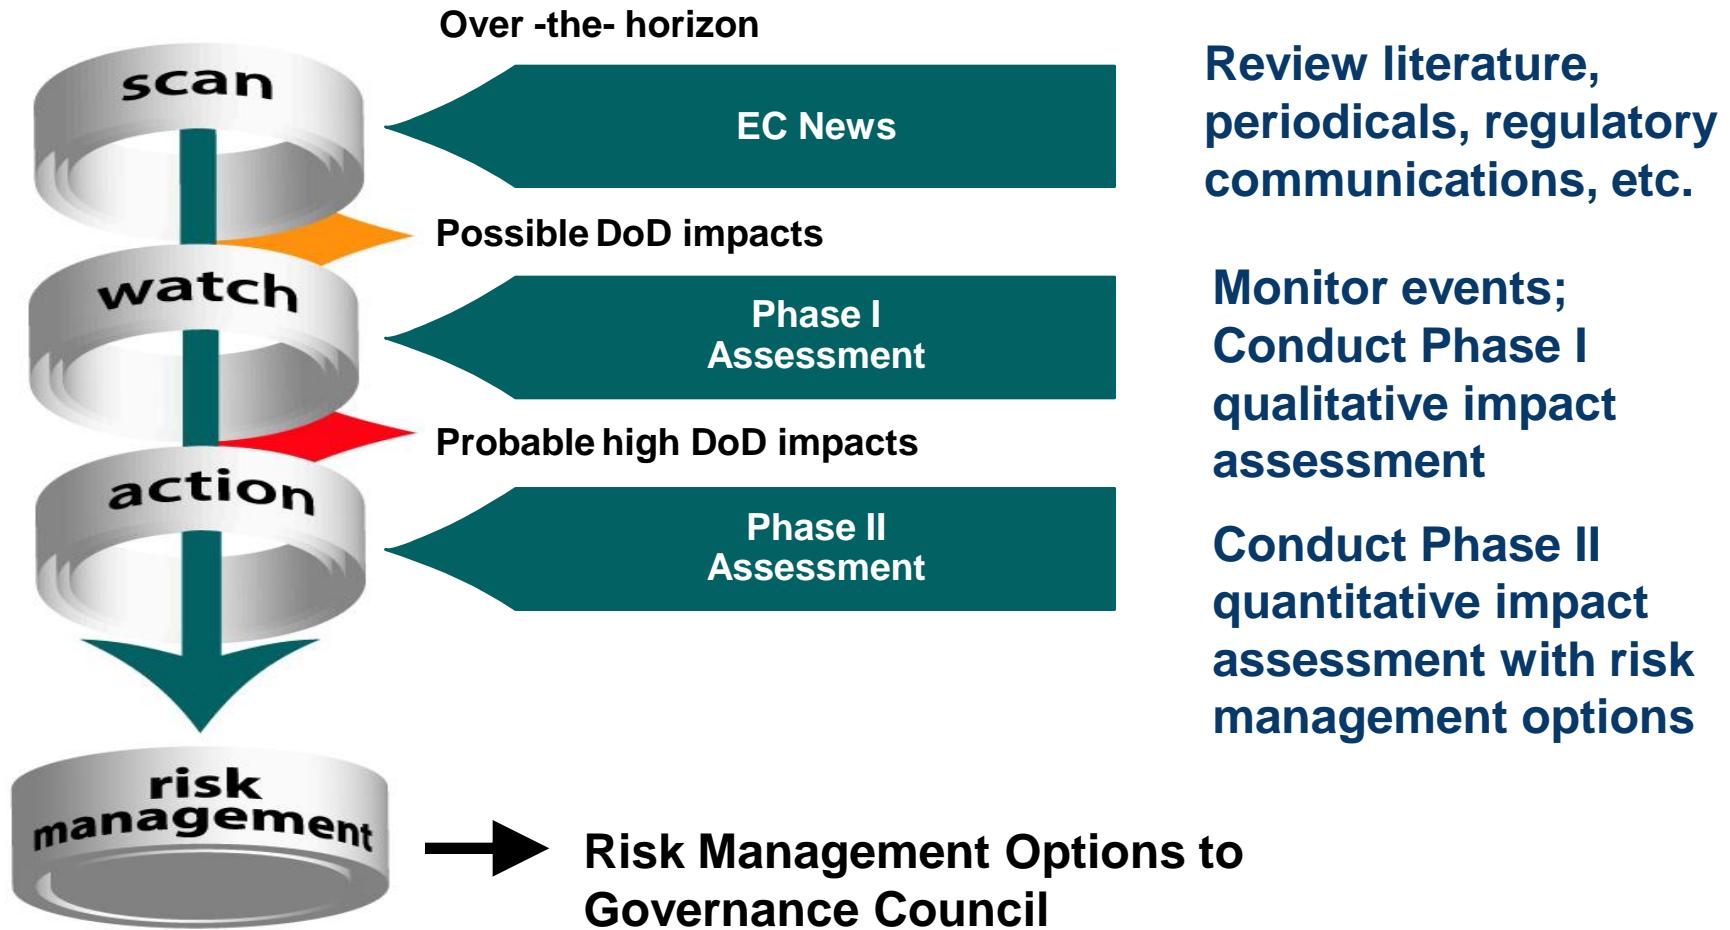 Over -the- horizon
scan
EC News
Review literature,
periodicals, regulatory
communications, etc.
Possible DoD impacts
watch
Phase I
Assessment
Monitor events;
Conduct Phase I
qualitative impact
assessment
Probable high DoD impacts
action
Phase II
Assessment
Conduct Phase II
quantitative impact
assessment with risk
management options
risk
management
Risk Management Options to
Governance Council